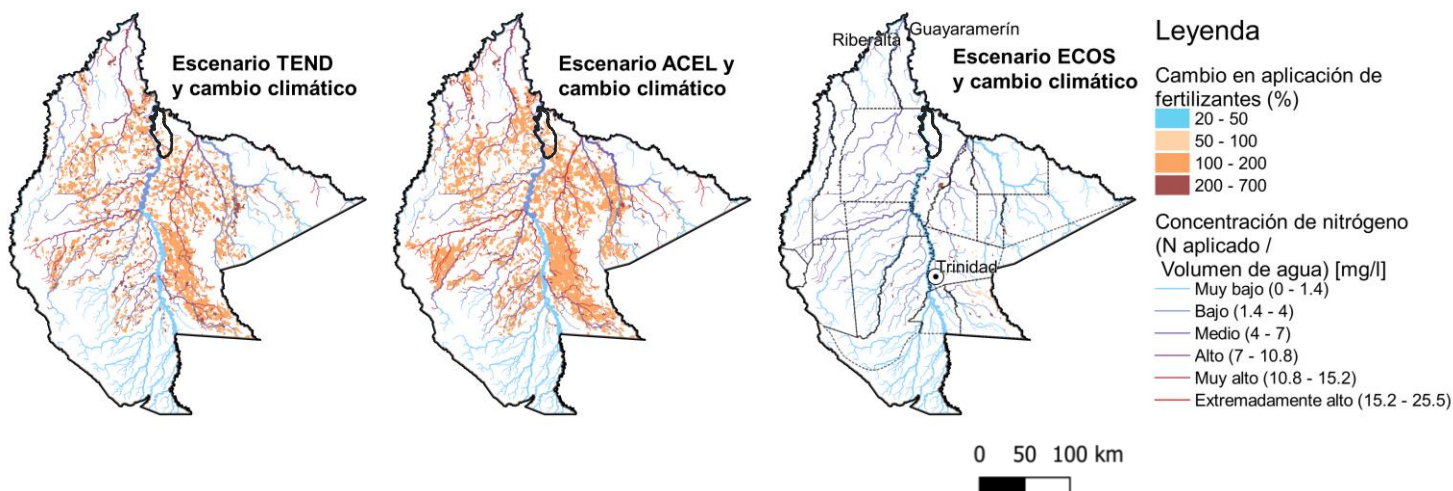 Escenario TEND
y cambio climático
Escenario ACEL y
cambio climático
Guayaramerín
Riberalta
Escenario ECOS
y cambio climático
Trinidad
Leyenda
Cambio en aplicación de
fertilizantes (%)
20 - 50
50 - 100
100 - 200
200 - 700
Concentración de nitrógeno
(N aplicado /
Volumen de agua) [mg/l]
Muy bajo (0 - 1.4)
Bajo (1.4 - 4)
Medio (4 - 7)
Alto (7 - 10.8)
Muy alto (10.8 - 15.2)
Extremadamente alto (15.2 - 25.5)
0 50 100 km